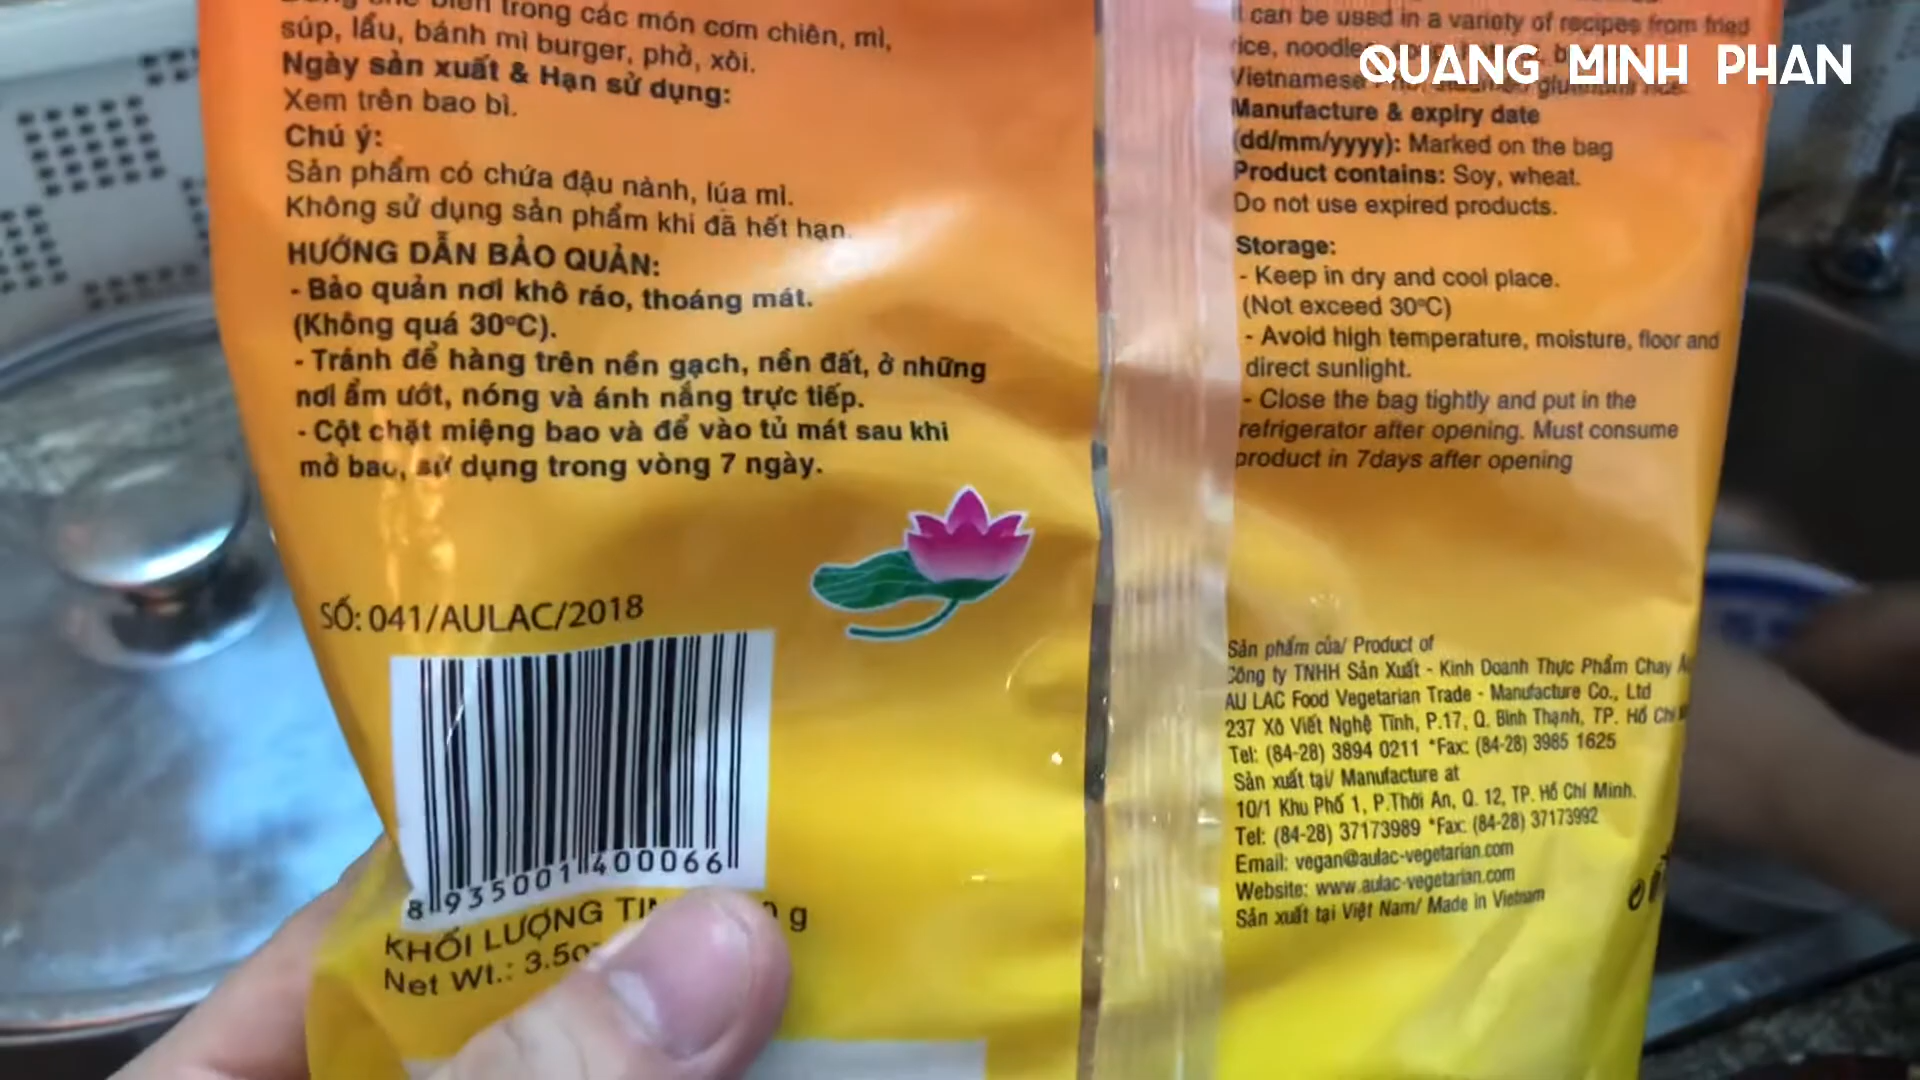 trong các món cơm chiên, mì,
súp, lẩu, bánh mì burger, phở, xôi.
Ngày sản xuất & Hạn sử dụng:
Xem trên bao bì.
Chú ý:
Sản phẩm có chứa đậu nành, lúa mì.
Không sử dụng sản phẩm khi đã hết hạn.
HƯỚNG DẪN BẢO QUẢN:
- Bảo quản nơi khô ráo, thoáng mát.
(Không quá 30ºC).
- Tránh để hàng trên nền gạch, nền đất, ở những
nơi ẩm ướt, nóng và ánh nắng trực tiếp.
- Cột chặt miệng bao và để vào tủ mát sau khi
mở bao, sử dụng trong vòng 7 ngày.
SỐ: 041/AULAC/2018
8 935001 400066
KHỐI LƯỢNG g
Net Wt.:
QUANG MINH PHAN
It can be used in a variety of recipes from fried
rice,
Vietnamese
Manufacture & expiry date
(dd/mm/yyyy): Marked on the bag
Product contains: Soy, wheat.
Do not use expired products.
Storage:
- Keep in dry and cool place.
(Not exceed 30ºC)
- Avoid high temperature, moisture, floor and
direct sunlight.
- Close the bag tightly and put in the
refrigerator after opening. Must consume
product in 7days after opening
Sản phẩm của/ Product of
Công ty TNHH Sản Xuất - Kinh Doanh Thực Phẩm Chay
AU LAC Food Vegetarian Trade - Manufacture Co., Ltd
237 Xô Viết Nghệ Tĩnh, P.17, Q. Bình Thạnh, TP. Hồ
Tel: (84-28) 3894 0211 *Fax: (84-28) 3985 1625
Sản xuất tại/ Manufacture at
10/1 Khu Phố 1, P.Thới An, Q. 12, TP. Hồ Chí Minh.
Tel: (84-28) 37173989 *Fax: (84-28) 37173992
Email: vegan@aulac-vegetarian.com
Website: www.aulac-vegetarian.com
Sản xuất tại Việt Nam/ Made in Vietnam